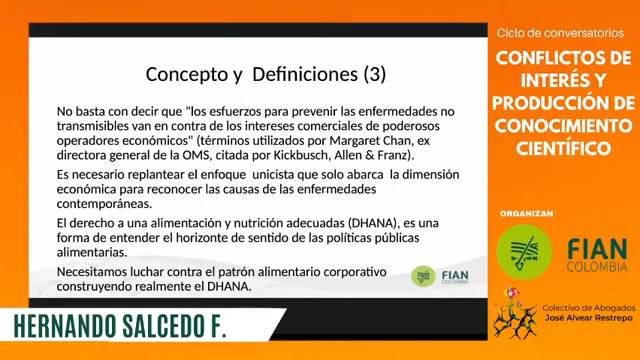 Concepto y Definiciones (3)
No basta con decir que "los esfuerzos para prevenir las enfermedades no
transmisibles van en contra de los intereses comerciales de poderosos
operadores económicos" (términos utilizados por Margaret Chan, ex
directora general de la OMS, citada por Kickbusch, Allen & Franz).
Es necesario replantear el enfoque unicista que solo abarca la dimensión
económica para reconocer las causas de las enfermedades
contemporáneas.
El derecho a una alimentación y nutrición adecuadas (DHANA), es una
forma de entender el horizonte de sentido de las políticas públicas
alimentarias.
Necesitamos luchar contra el patrón alimentario corporativo
construyendo realmente el DHANA.
FIAN
COLOMBIA
HERNANDO SALCEDO F.
Ciclo de conversatorios
CONFLICTOS DE
INTERÉS Y
PRODUCCIÓN DE
CONOCIMIENTO
CIENTÍFICO
ORGANIZAN
FIAN
COLOMBIA
Colectivo de Abogados
José Alvear Restrepo